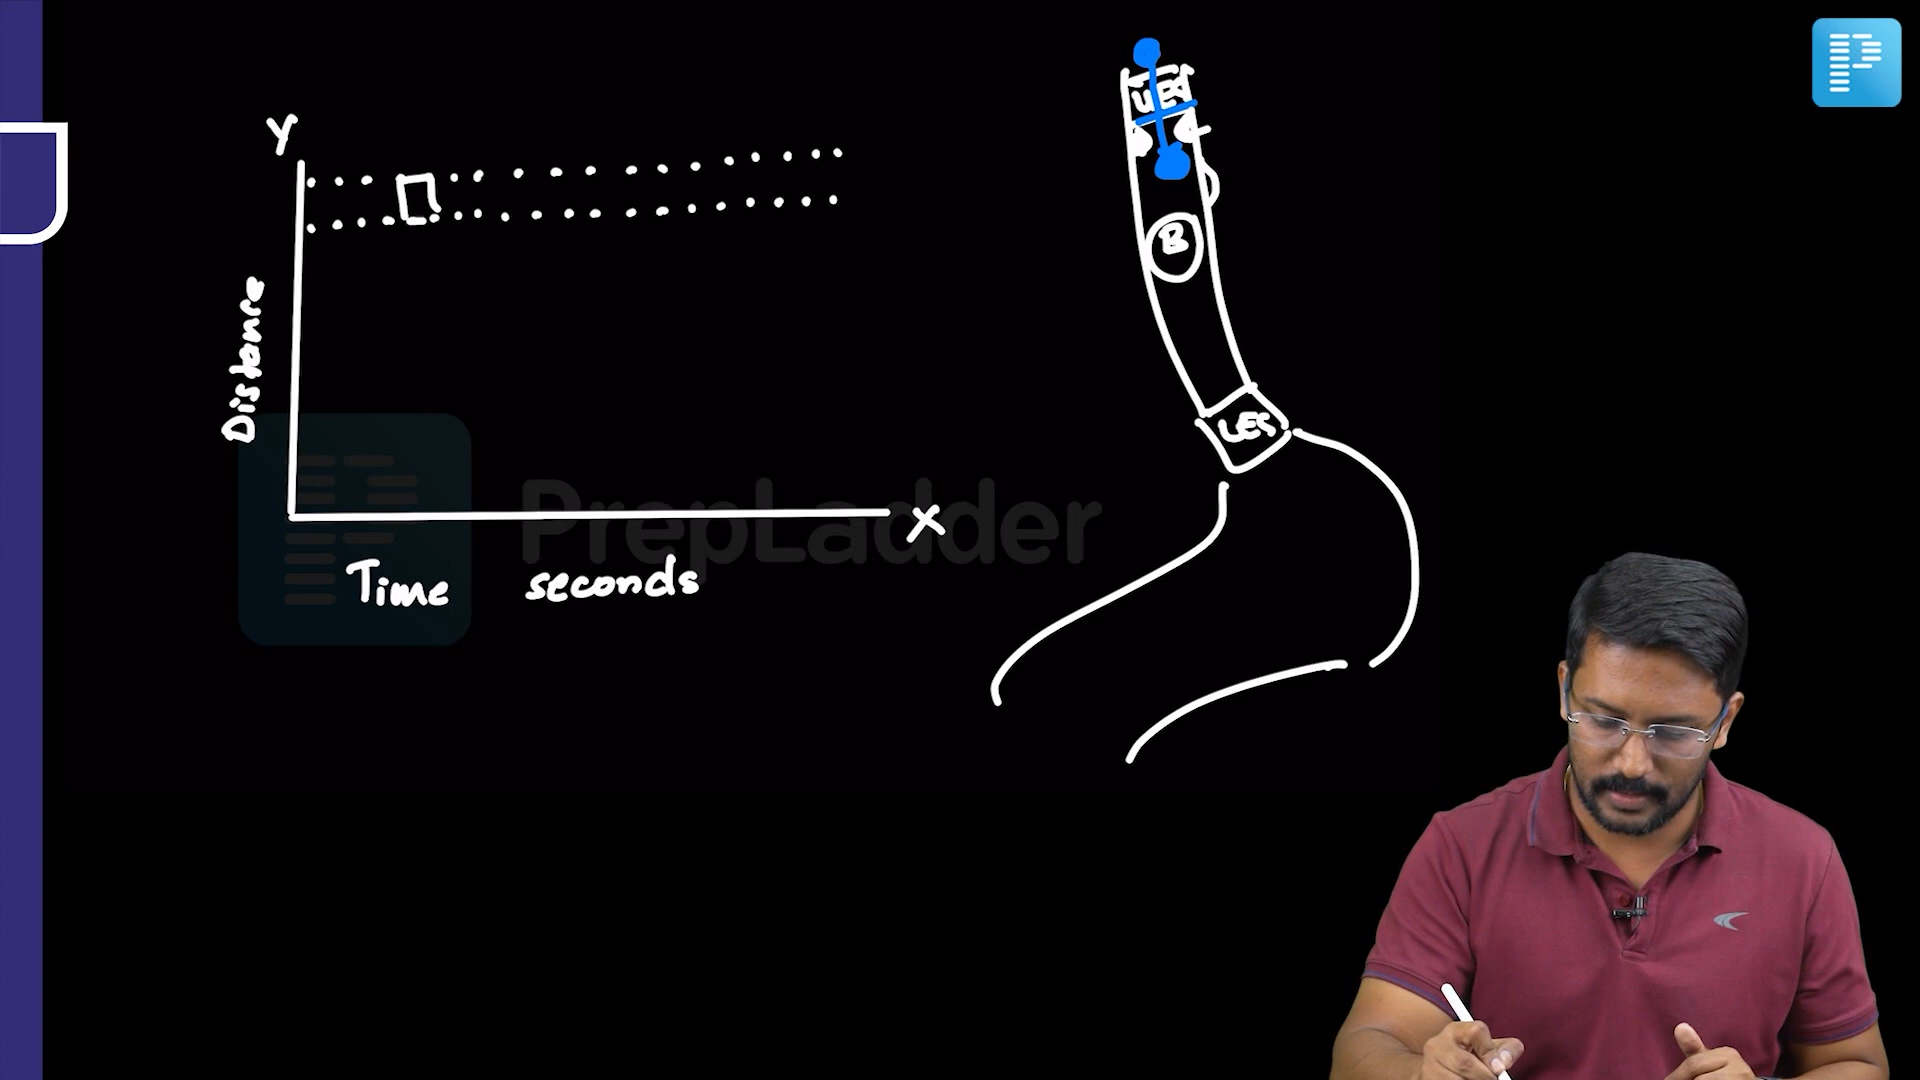 Y
UES
B
Distance
LES
PrepLadder
X
Time seconds